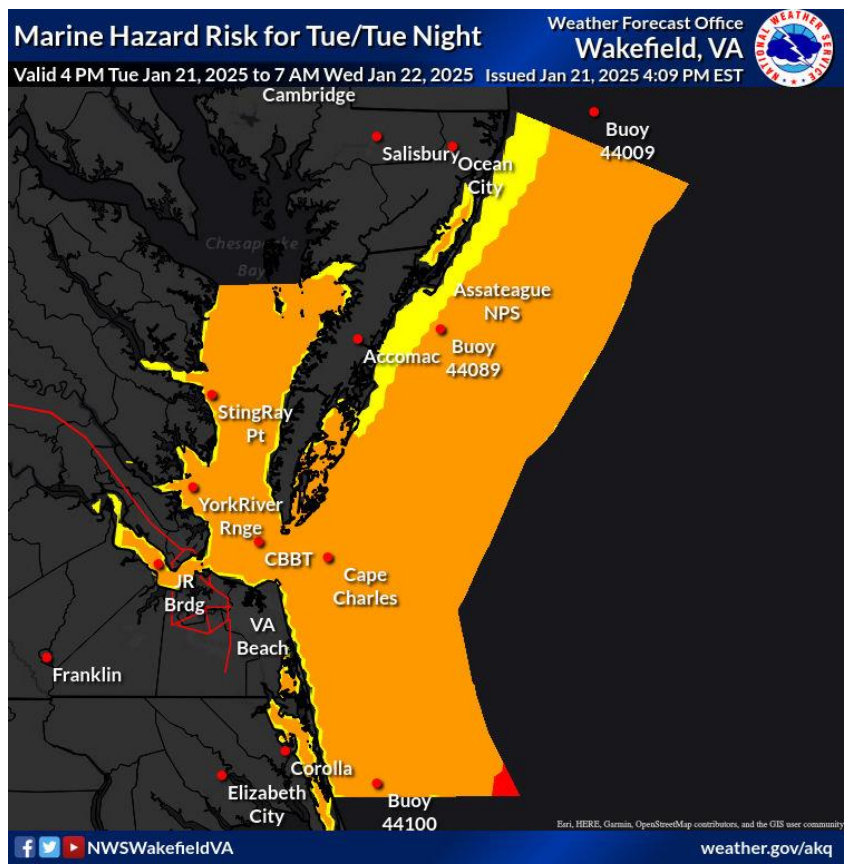 Marine Hazard Risk for Tue/Tue Night
Weather Forecast Office
Wakefield, VA
Valid 4 PM Tue Jan 21, 2025 to 7 AM Wed Jan 22, 2025
Issued Jan 21, 2025 4:09 PM EST
NATIONAL WEATHER SERVICE
Cambridge
Salisbury
Ocean
City
Buoy
44009
Chesapeake
Bay
Assateague
NPS
Accomac
Buoy
44089
StingRay
Pt
YorkRiver
Rnge
CBBT
Cape
Charles
JR
Brdg
VA
Beach
Franklin
Corolla
Elizabeth
City
Buoy
44100
Esri, HERE, Garmin, OpenStreetMap contributors, and the GIS user community
NWSWakefieldVA
weather.gov/akq